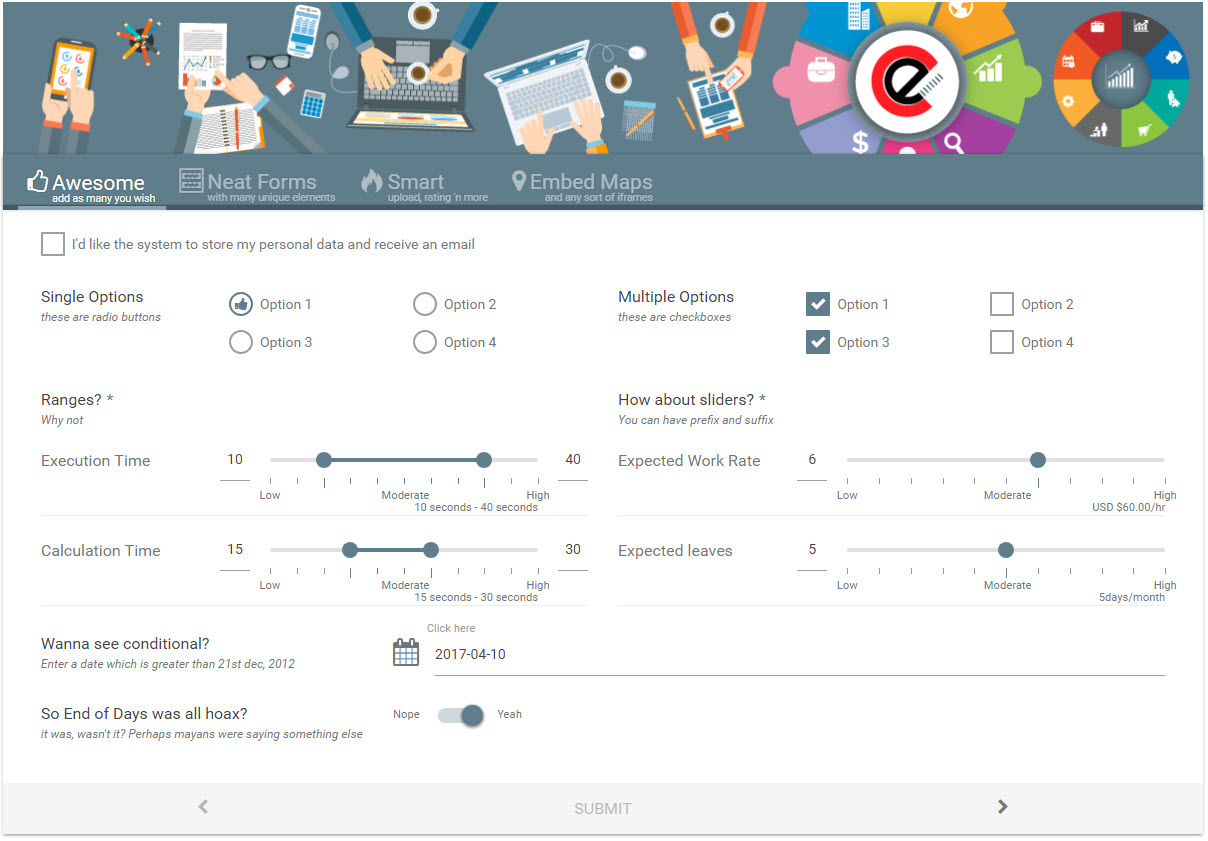 Awesome
add as many you wish
Neat Forms
with many unique elements
Smart
upload, rating 'n more
Embed Maps
and any sort of iframes
I'd like the system to store my personal data and receive an email
Single Options
these are radio buttons
Option 1
Option 2
Option 3
Option 4
Multiple Options
these are checkboxes
Option 1
Option 2
Option 3
Option 4
Ranges? *
Why not
Execution Time
10
40
Low
Moderate
High
10 seconds - 40 seconds
Calculation Time
15
30
Low
Moderate
High
15 seconds - 30 seconds
How about sliders? *
You can have prefix and suffix
Expected Work Rate
6
Low
Moderate
High
USD $60.00/hr
Expected leaves
5
Low
Moderate
High
5days/month
Wanna see conditional?
Enter a date which is greater than 21st dec, 2012
Click here
2017-04-10
So End of Days was all hoax?
it was, wasn't it? Perhaps mayans were saying something else
Nope
Yeah
SUBMIT